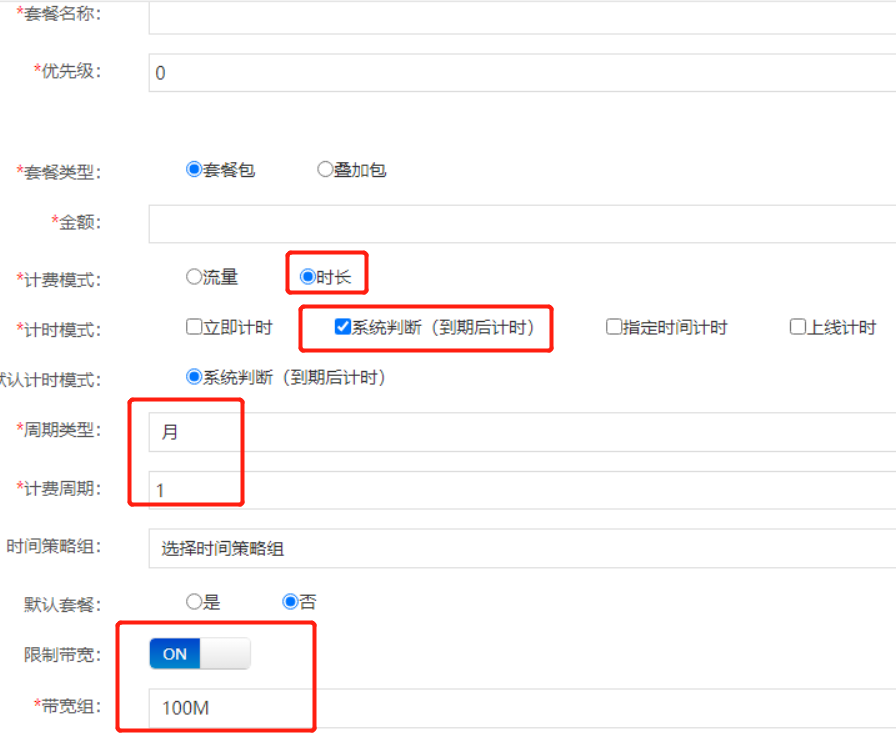 *套餐名称：
*优先级： 0
*套餐类型： 套餐包 叠加包
*金额：
*计费模式： 流量 时长
*计时模式： 立即计时 系统判断（到期后计时） 指定时间计时 上线计时
认计时模式： 系统判断（到期后计时）
*周期类型： 月
*计费周期： 1
时间策略组： 选择时间策略组
默认套餐： 是 否
限制带宽： ON
*带宽组： 100M